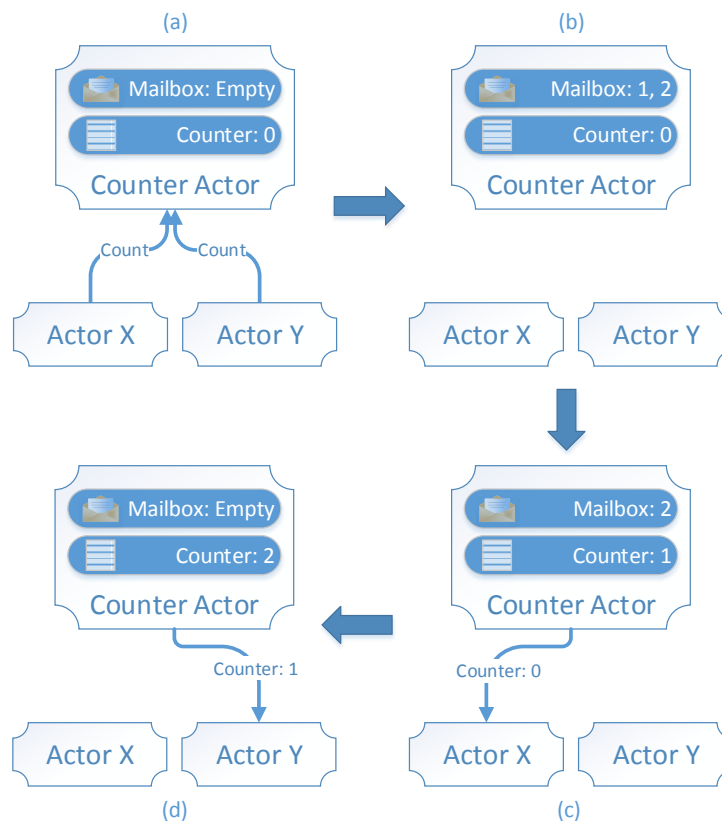 (a)
Mailbox: Empty
Counter: 0
Counter Actor
Count
Count
Actor X
Actor Y
(b)
Mailbox: 1, 2
Counter: 0
Counter Actor
Actor X
Actor Y
Mailbox: Empty
Counter: 2
Counter Actor
Counter: 1
Actor X
Actor Y
(d)
Mailbox: 2
Counter: 1
Counter Actor
Counter: 0
Actor X
Actor Y
(c)